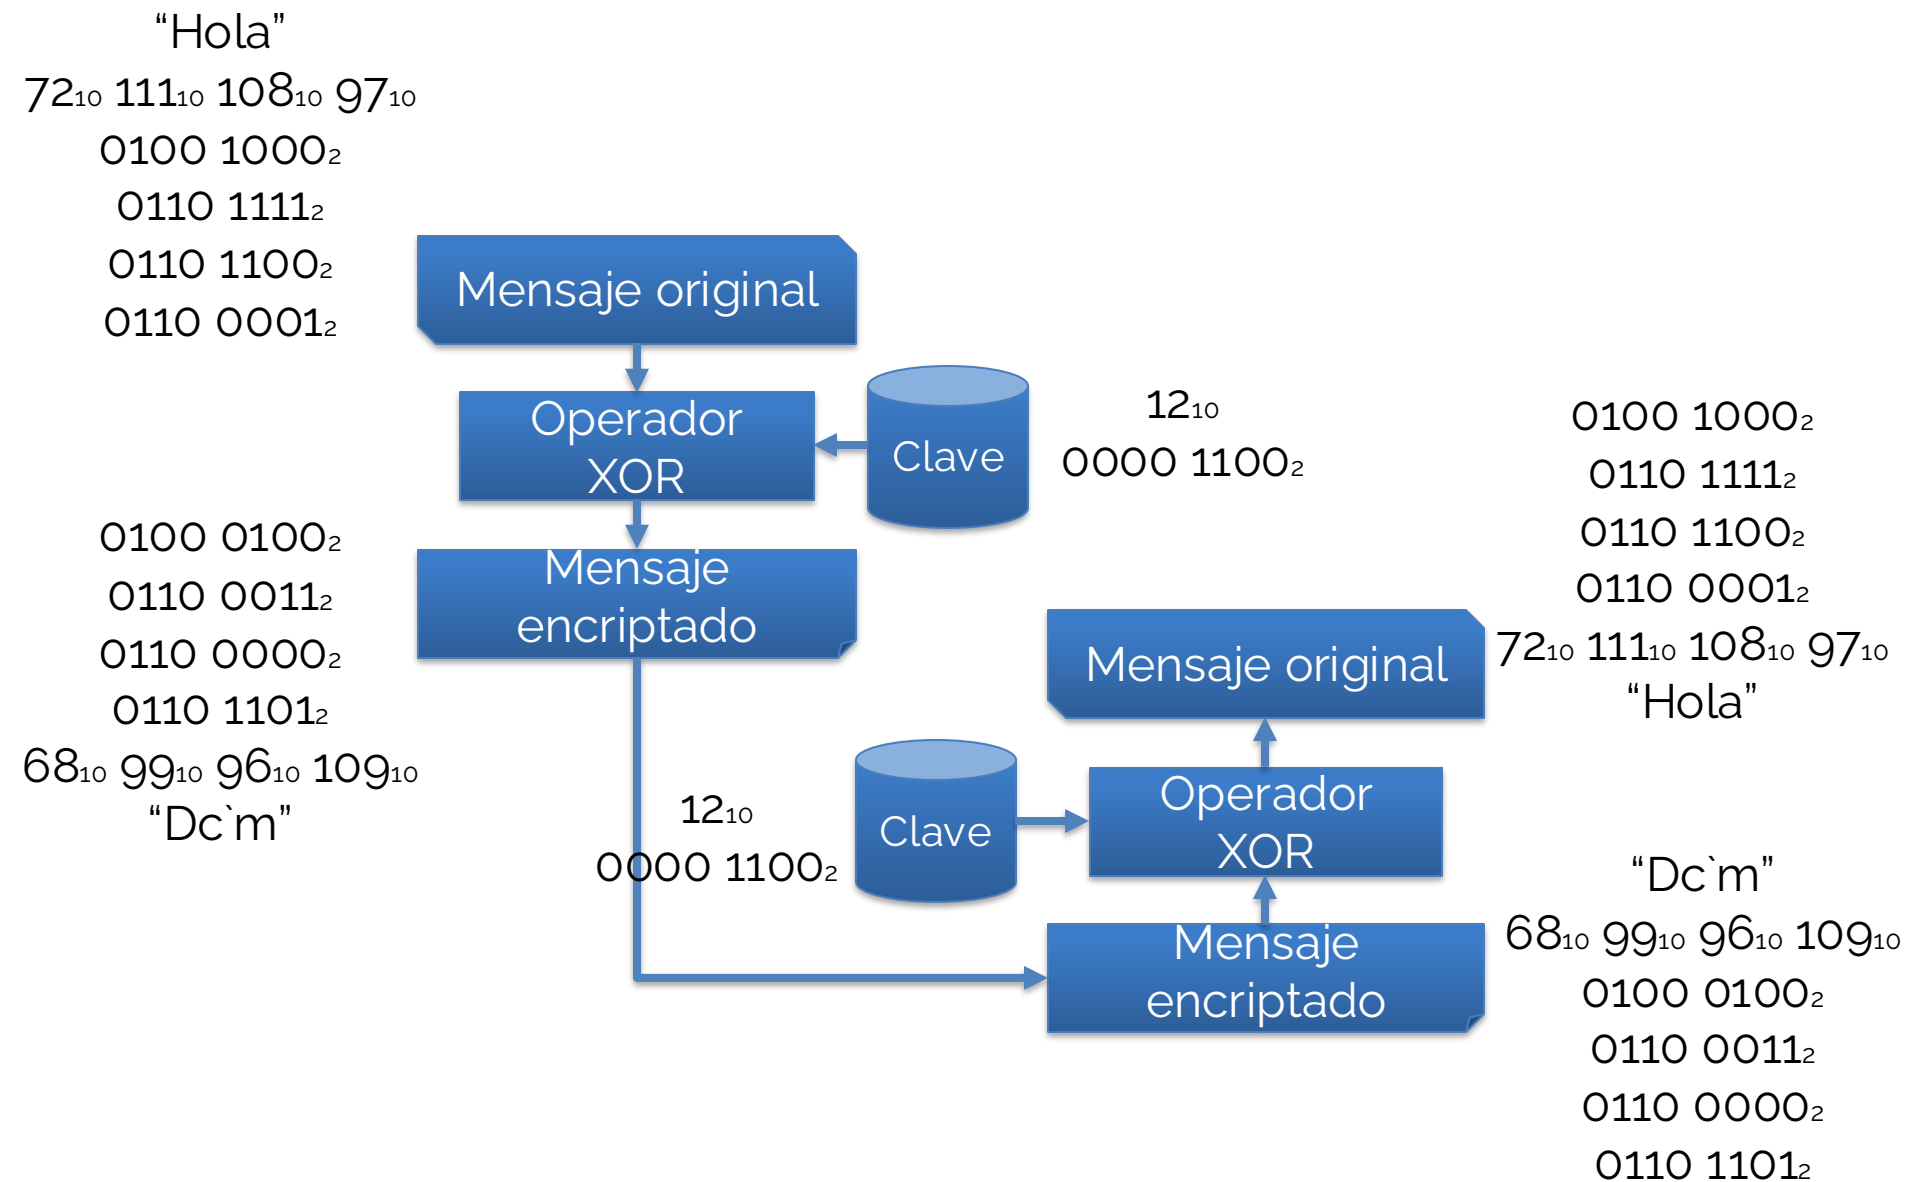 “Hola”
72₁₀ 111₁₀ 108₁₀ 97₁₀
0100 1000₂
0110 1111₂
0110 1100₂
0110 0001₂
Mensaje original
Operador
XOR
Clave
12₁₀
0000 1100₂
Mensaje
encriptado
0100 0100₂
0110 0011₂
0110 0000₂
0110 1101₂
68₁₀ 99₁₀ 96₁₀ 109₁₀
“Dc`m”
12₁₀
0000 1100₂
Clave
Operador
XOR
Mensaje
encriptado
Mensaje original
0100 1000₂
0110 1111₂
0110 1100₂
0110 0001₂
72₁₀ 111₁₀ 108₁₀ 97₁₀
“Hola”
“Dc`m”
68₁₀ 99₁₀ 96₁₀ 109₁₀
0100 0100₂
0110 0011₂
0110 0000₂
0110 1101₂